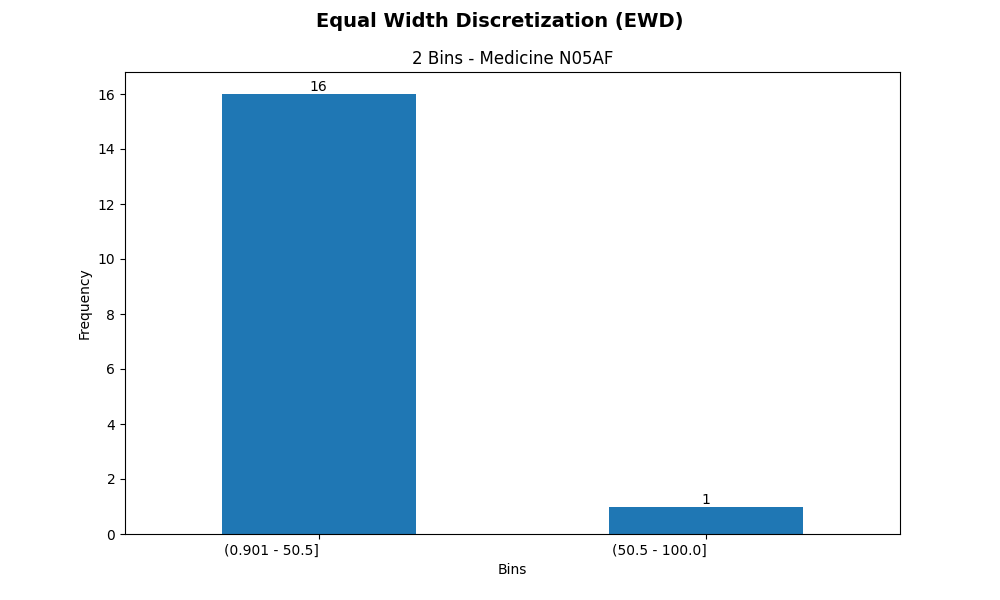 Equal Width Discretization (EWD)
2 Bins - Medicine N05AF
Frequency
16
14
12
10
8
6
4
2
0
16
1
(0.901 - 50.5]
(50.5 - 100.0]
Bins